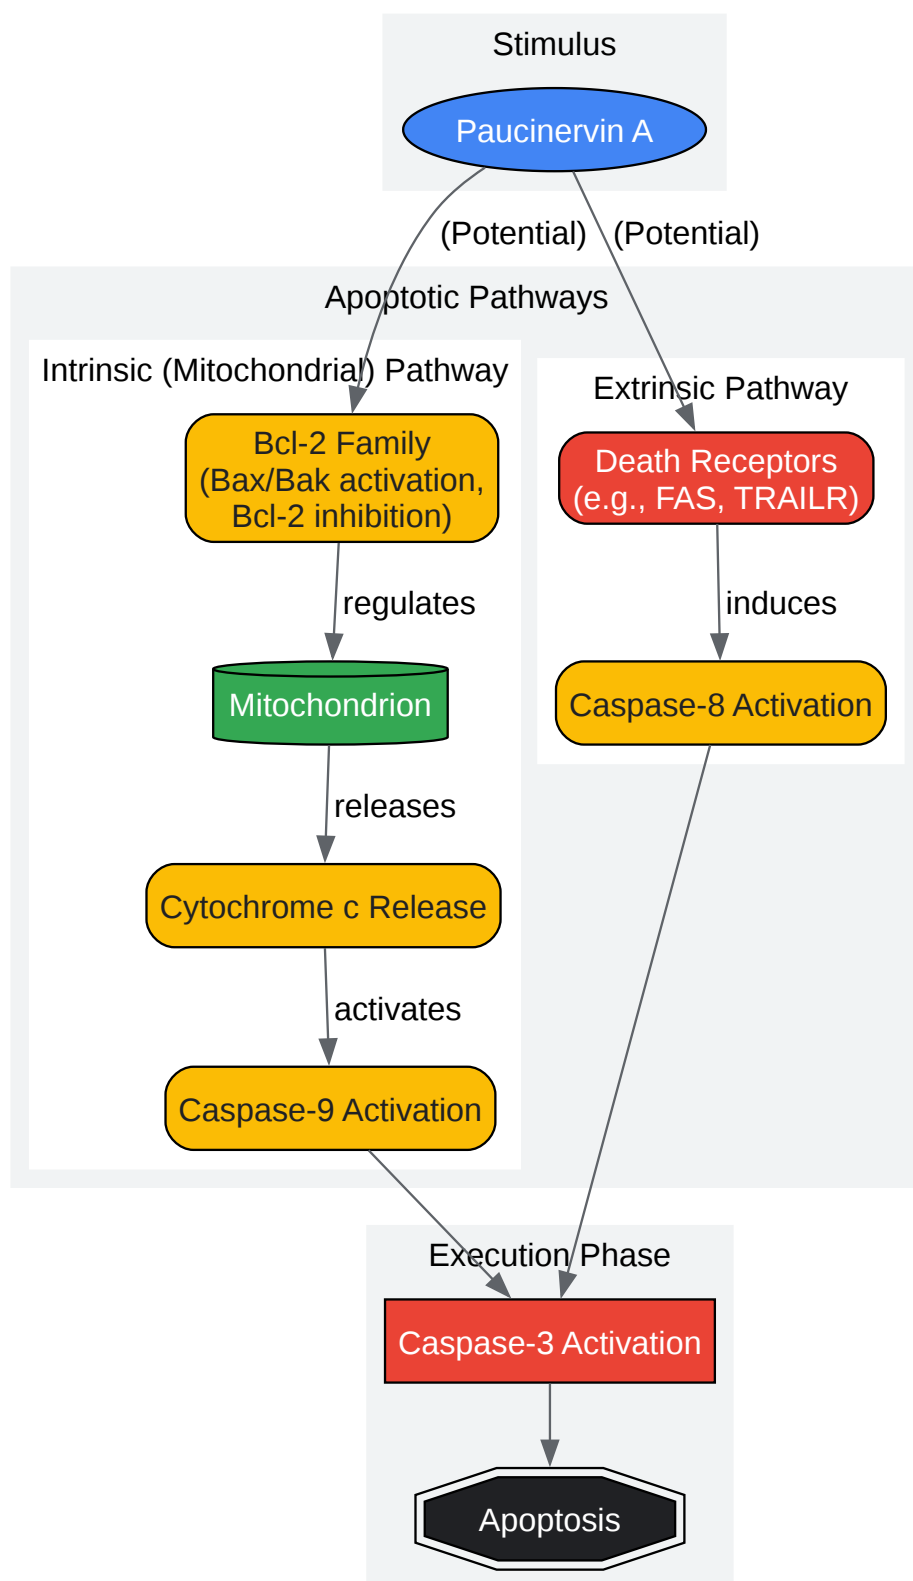 Stimulus
Paucinervin A
(Potential)
(Potential)
Apoptotic Pathways
Intrinsic (Mitochondrial) Pathway
Extrinsic Pathway
Bcl-2 Family
(Bax/Bak activation,
Bcl-2 inhibition)
Death Receptors
(e.g., FAS, TRAILR)
regulates
induces
Mitochondrion
Caspase-8 Activation
releases
Cytochrome c Release
activates
Caspase-9 Activation
Execution Phase
Caspase-3 Activation
Apoptosis